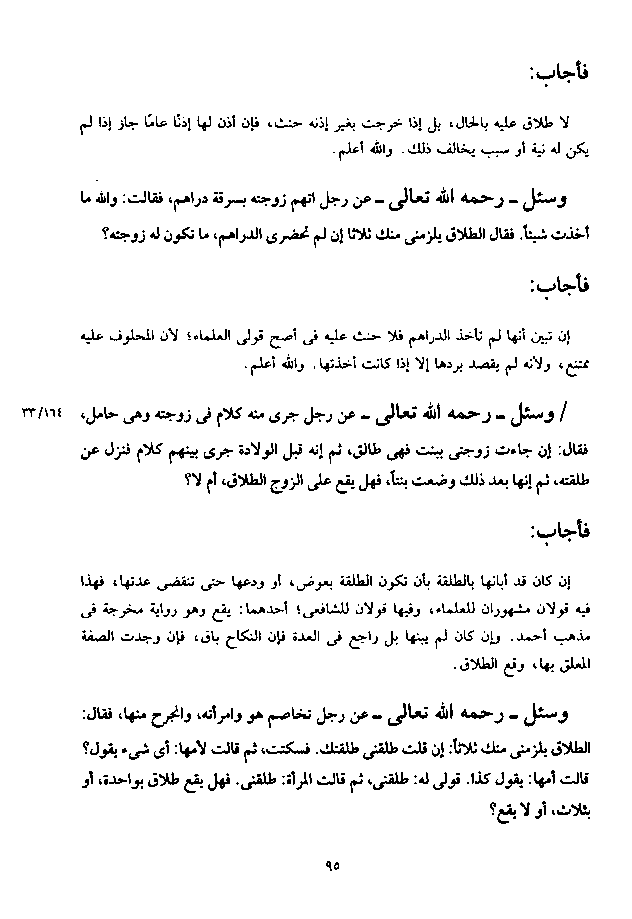 فأجاب:
لا طلاق عليه بالحال، بل إذا خرجت بغير إذنه حنث، فإن أذن لها إذنًا عامًا جاز إذا لم
يكن له نية أو سبب يخالف ذلك. والله أعلم.
وسئل ـ رحمه الله تعالى ـ عن رجل اتهم زوجته بسرقة دراهم، فقالت: والله ما
أخذت شيئاً. فقال الطلاق يلزمنى منك ثلاثا إن لم تحضرى الدراهم، ما تكون له زوجته؟
فأجاب:
إن تبين أنها لم تأخذ الدراهم فلا حنث عليه فى أصح قولى العلماء؛ لأن المحلوف عليه
ممتنع، ولأنه لم يقصد بردها إلا إذا كانت أخذتها. والله أعلم.
/ وسئل ـ رحمه الله تعالى ـ عن رجل جرى منه كلام فى زوجته وهى حامل، ٣٣/١٦٤
فقال: إن جاءت زوجتى ببنت فهى طالق، ثم إنه قبل الولادة جرى بينهم كلام فنزل عن
طلقته، ثم إنها بعد ذلك وضعت بنتاً، فهل يقع على الزوج الطلاق، أم لا؟
فأجاب:
إن كان قد أبانها بالطلقة بأن تكون الطلقة بعوض، أو ودعها حتى تنقضى عدتها، فهذا
فيه قولان مشهوران للعلماء، وفيها قولان للشافعى؛ أحدهما: يقع وهو رواية مخرجة فى
مذهب أحمد. وإن كان لم يبنها بل راجع فى العدة فإن النكاح باق، فإن وجدت الصفة
المعلق بها، وقع الطلاق.
وسئل ـ رحمه الله تعالى ـ عن رجل تخاصم هو وامرأته، وانجرح منها، فقال:
الطلاق يلزمنى منك ثلاثاً: إن قلت طلقنى طلقتك. فسكتت، ثم قالت لأمها: أى شىء يقول؟
قالت أمها: يقول كذا. قولى له: طلقنى، ثم قالت المرأة: طلقنى. فهل يقع طلاق بواحدة، أو
بثلاث، أو لا يقع؟
٩٥